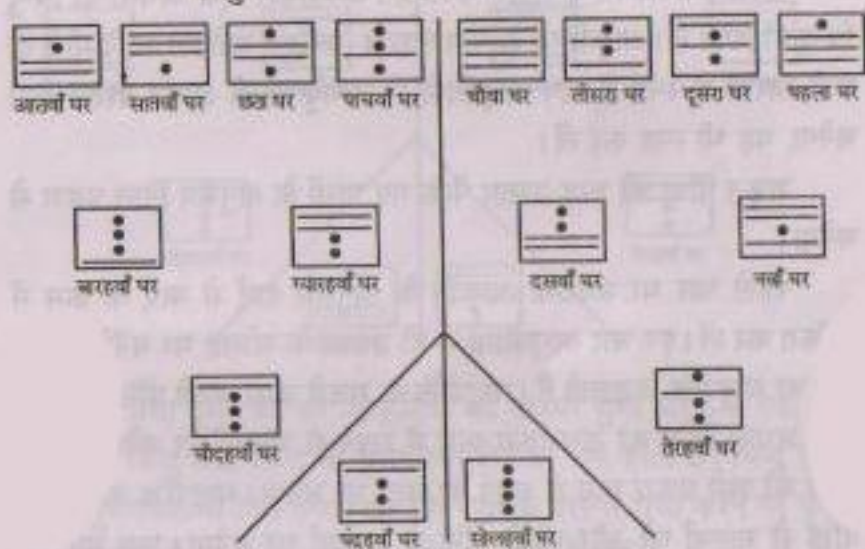 आठवाँ घर सातवाँ घर छठा घर पाचवाँ घर चौथा घर तीसरा घर दूसरा घर पहला घर
बारहवाँ घर ग्यारहवाँ घर दसवाँ घर नवाँ घर
चौदहवाँ घर तेरहवाँ घर
पंद्रहवाँ घर सोलहवाँ घर